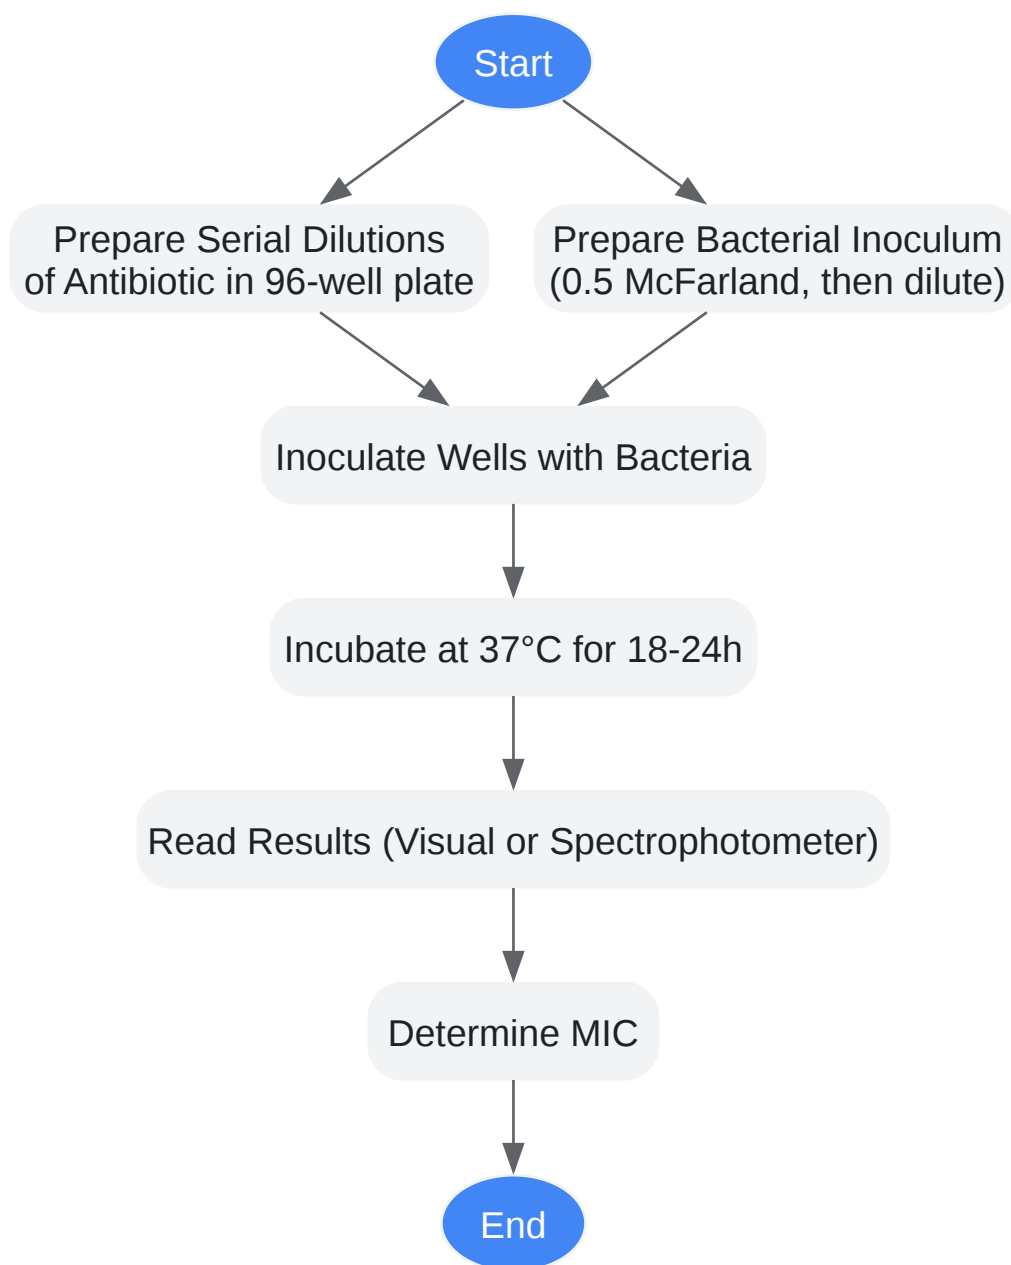 Start
Prepare Serial Dilutions
of Antibiotic in 96-well plate
Prepare Bacterial Inoculum
(0.5 McFarland, then dilute)
Inoculate Wells with Bacteria
Incubate at 37°C for 18-24h
Read Results (Visual or Spectrophotometer)
Determine MIC
End